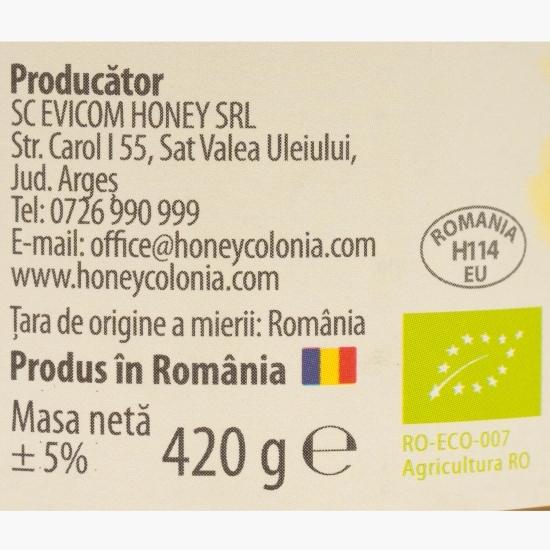 Producător
SC EVICOM HONEY SRL
Str. Carol I 55, Sat Valea Uleiului,
Jud. Argeș
Tel: 0726 990 999
E-mail: office@honeycolonia.com
www.honeycolonia.com
Țara de origine a mierii: România
Produs în România
Masa netă
± 5%
420 g ℮
ROMANIA
H114
EU
RO-ECO-007
Agricultura RO